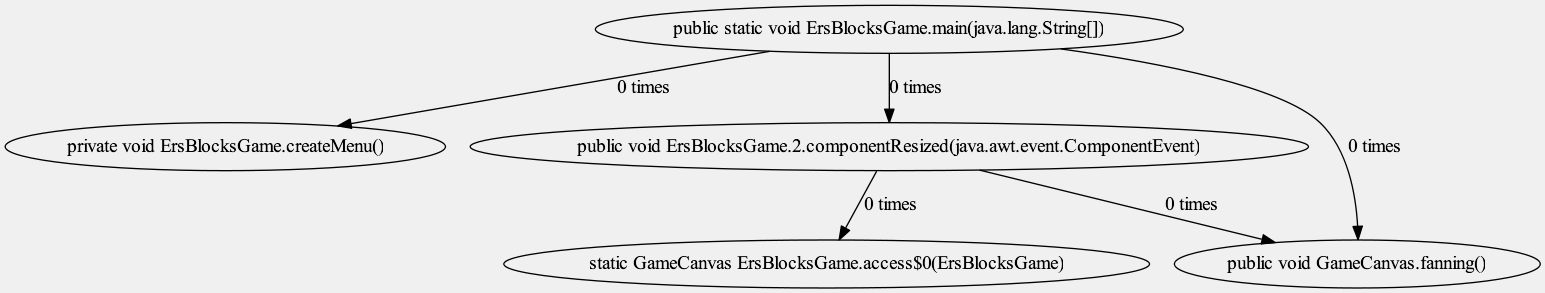 public static void ErsBlocksGame.main(java.lang.String[])
0 times
0 times
0 times
private void ErsBlocksGame.createMenu()
public void ErsBlocksGame.2.componentResized(java.awt.event.ComponentEvent)
0 times
0 times
static GameCanvas ErsBlocksGame.access$0(ErsBlocksGame)
public void GameCanvas.fanning()